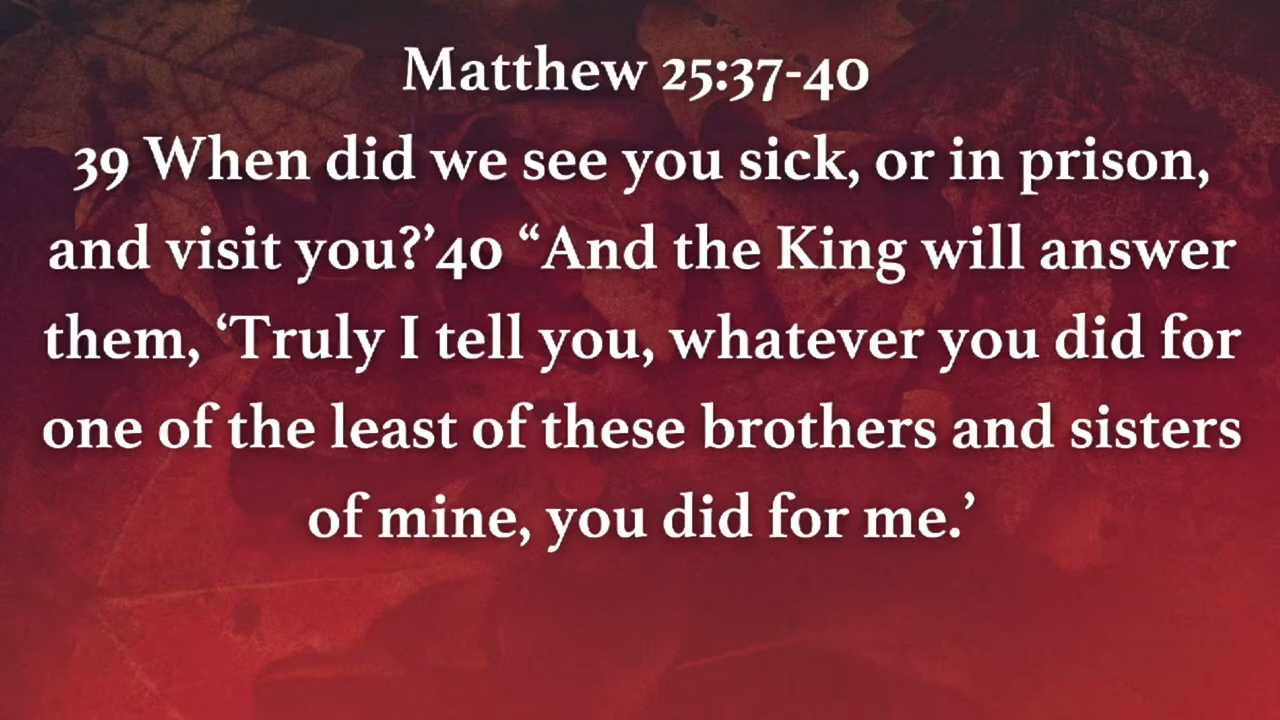 Matthew 25:37-40
39 When did we see you sick, or in prison,
and visit you?’40 “And the King will answer
them, ‘Truly I tell you, whatever you did for
one of the least of these brothers and sisters
of mine, you did for me.’